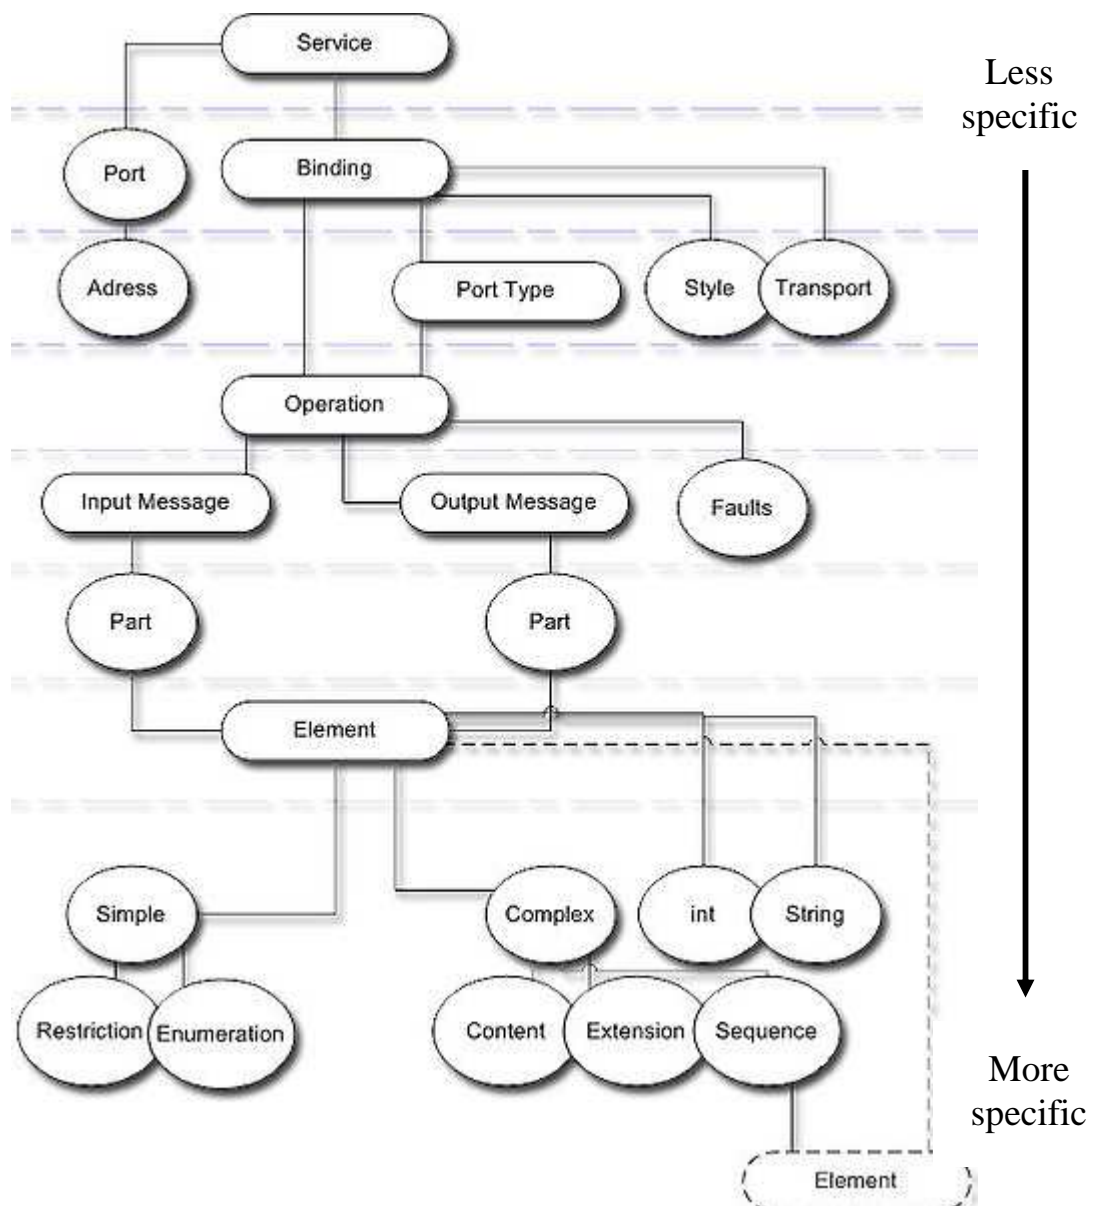 Service
Less
specific
Port
Binding
Adress
Port Type
Style
Transport
Operation
Input Message
Output Message
Faults
Part
Part
Element
Simple
Complex
int
String
Restriction
Enumeration
Content
Extension
Sequence
More
specific
Element